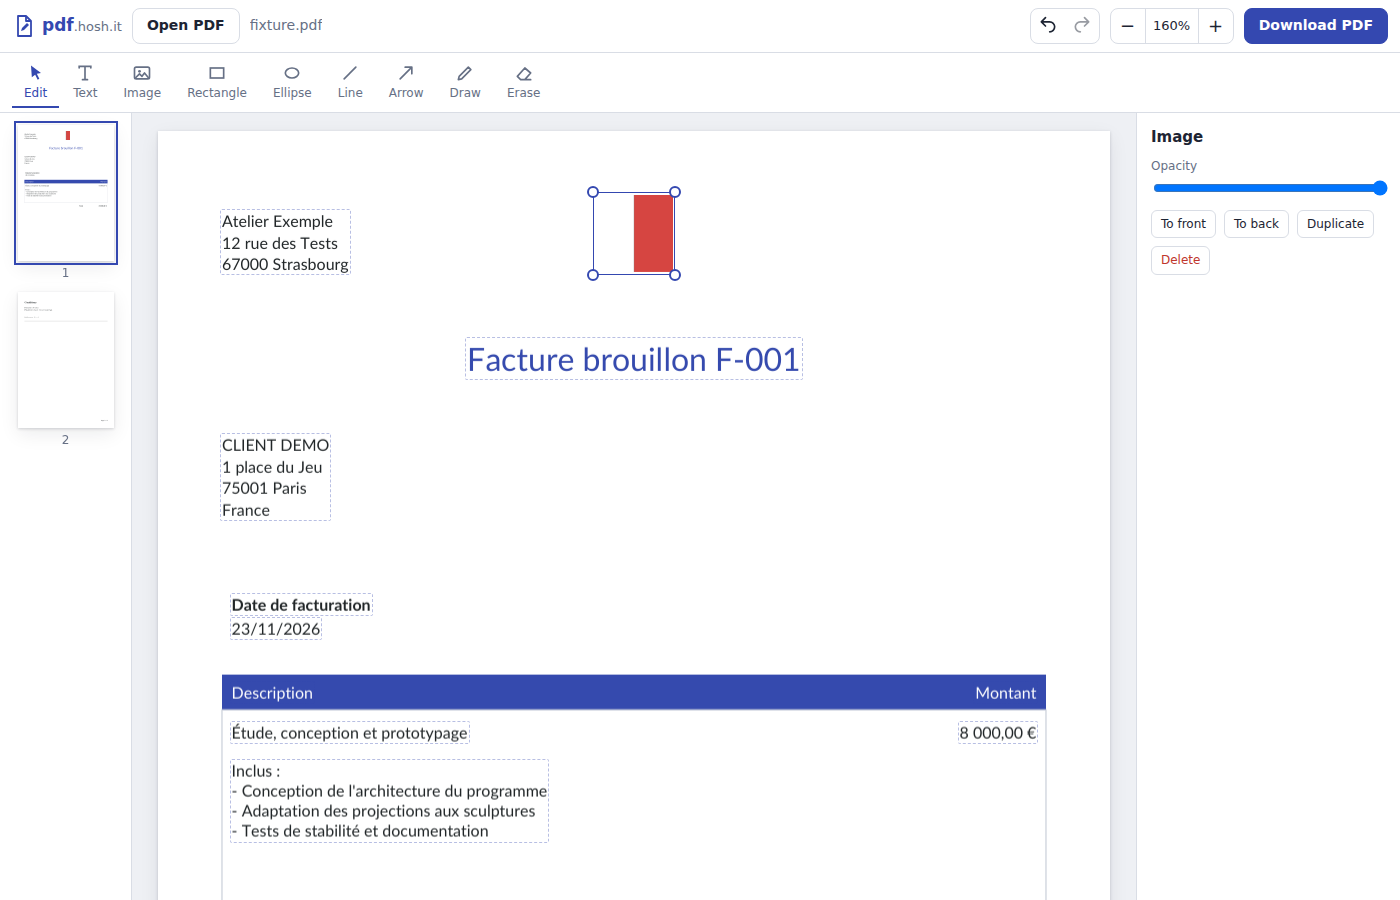 pdf.hosh.it
Open PDF
fixture.pdf
160%
Download PDF
Edit
Text
Image
Rectangle
Ellipse
Line
Arrow
Draw
Erase
1
2
Atelier Exemple
12 rue des Tests
67000 Strasbourg
Facture brouillon F-001
CLIENT DEMO
1 place du Jeu
75001 Paris
France
Date de facturation
23/11/2026
Description Montant
Étude, conception et prototypage 8 000,00 €
Inclus :
- Conception de l'architecture du programme
- Adaptation des projections aux sculptures
- Tests de stabilité et documentation
Image
Opacity
To front
To back
Duplicate
Delete